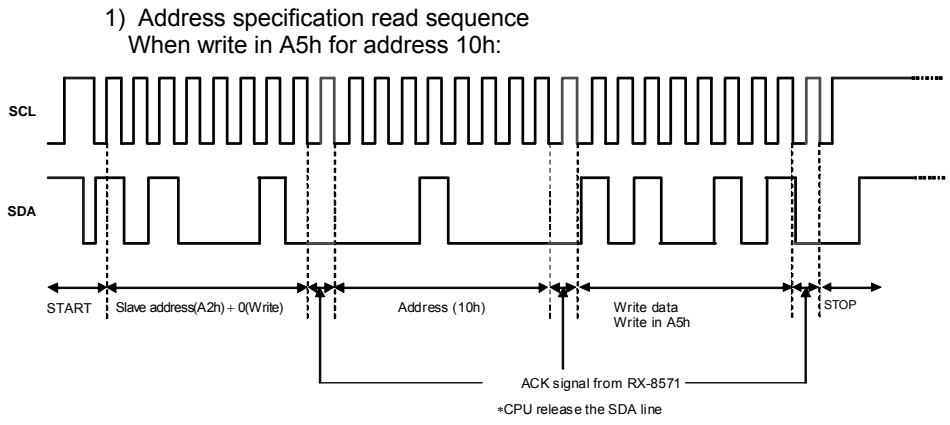 1) Address specification read sequence
When write in A5h for address 10h:
SCL
SDA
START
Slave address(A2h) + 0(Write)
Address (10h)
Write data
Write in A5h
STOP
ACK signal from RX-8571
*CPU release the SDA line